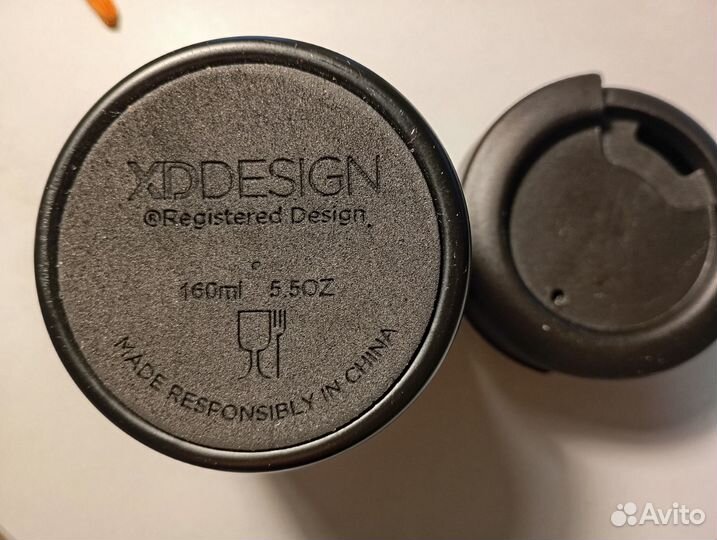 XDDESIGN
®Registered Design
160ml 5.5OZ
MADE RESPONSIBLY IN CHINA
Avito